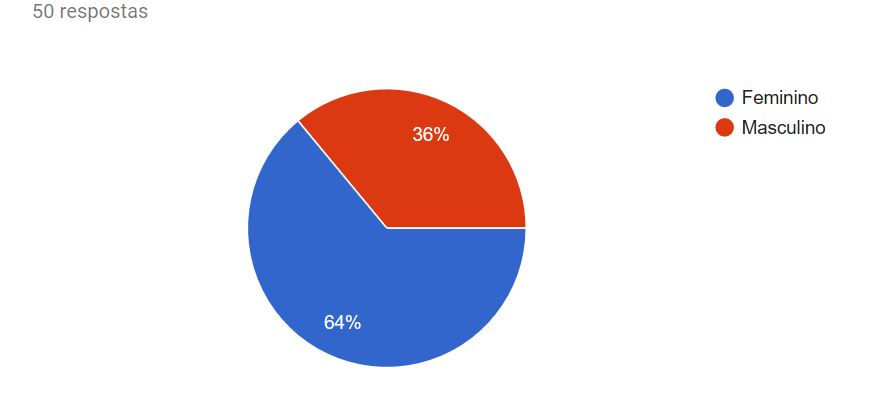 50 respostas
Feminino
Masculino
36%
64%